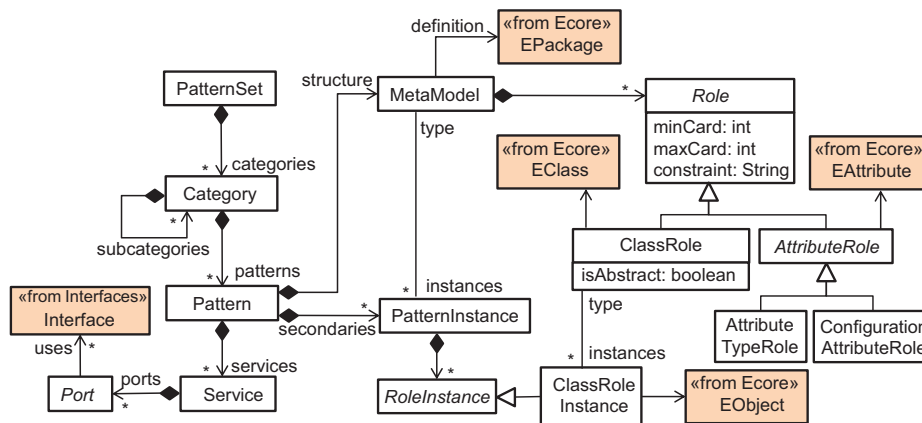 definition
«from Ecore»
EPackage
PatternSet
structure
MetaModel
*
Role
minCard: int
maxCard: int
constraint: String
type
* categories
Category
*
subcategories
«from Ecore»
EClass
«from Ecore»
EAttribute
ClassRole
isAbstract: boolean
AttributeRole
* patterns
Pattern
secondaries
*
* instances
PatternInstance
type
Attribute
TypeRole
Configuration
AttributeRole
«from Interfaces»
Interface
uses *
* services
Service
ports
*
Port
*
RoleInstance
* instances
ClassRole
Instance
«from Ecore»
EObject